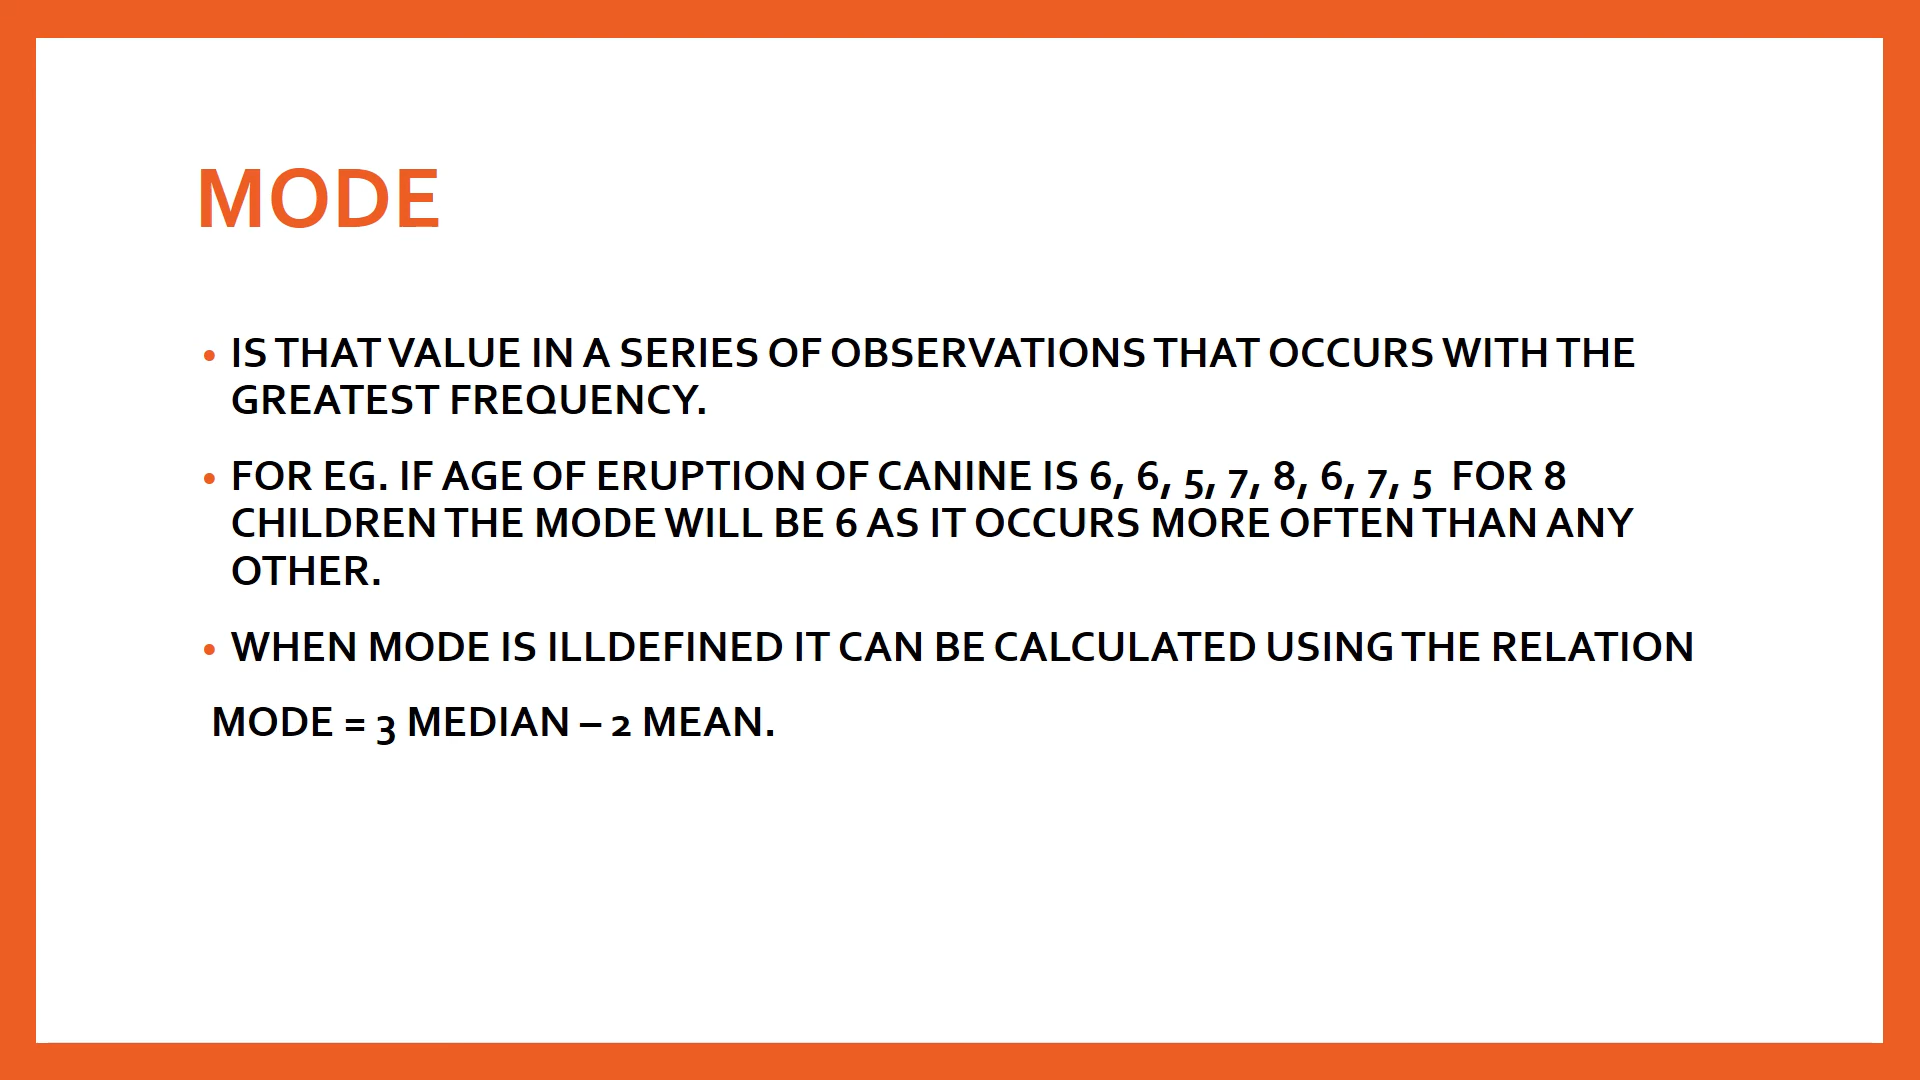 MODE
• IS THAT VALUE IN A SERIES OF OBSERVATIONS THAT OCCURS WITH THE
GREATEST FREQUENCY.
• FOR EG. IF AGE OF ERUPTION OF CANINE IS 6, 6, 5, 7, 8, 6, 7, 5 FOR 8
CHILDREN THE MODE WILL BE 6 AS IT OCCURS MORE OFTEN THAN ANY
OTHER.
• WHEN MODE IS ILLDEFINED IT CAN BE CALCULATED USING THE RELATION
MODE = 3 MEDIAN – 2 MEAN.